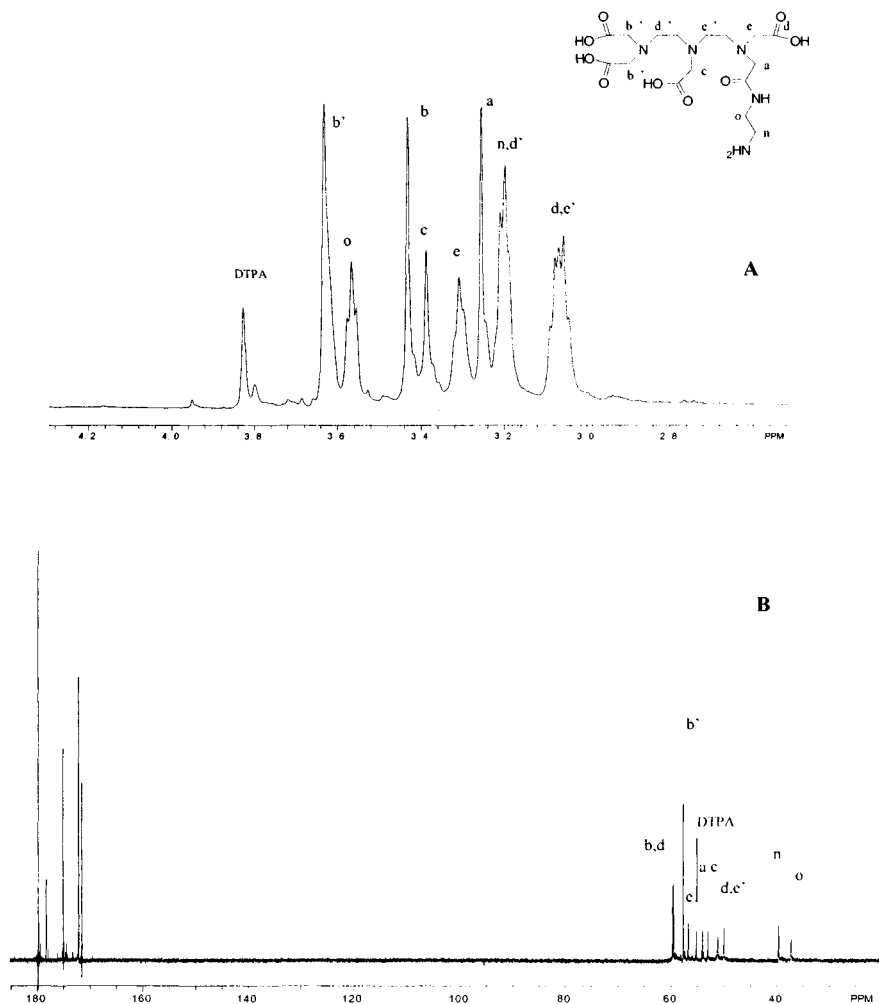 O b` d` c` e d O
HO N N N OH
HO b` HO c a
O O O NH
o n
2HN
b` b a n,d`
o c e d,c`
DTPA A
4.2 4.0 3.8 3.6 3.4 3.2 3.0 2.8 PPM
B
b`
DTPA
b,d a c n
e d,c` o
160 140 120 100 80 60 40 PPM